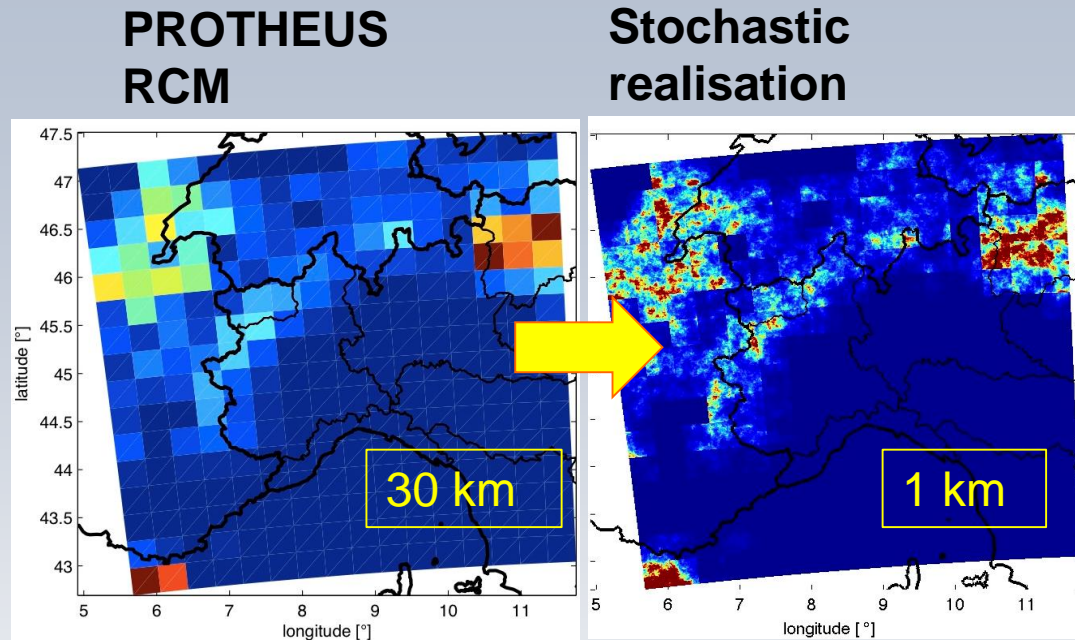 PROTHEUS
RCM
Stochastic
realisation
47.5
47
46.5
46
45.5
45
44.5
44
43.5
43
latitude [°]
30 km
5 6 7 8 9 10 11
longitude [°]
1 km
5 6 7 8 9 10 11
longitude [ °]